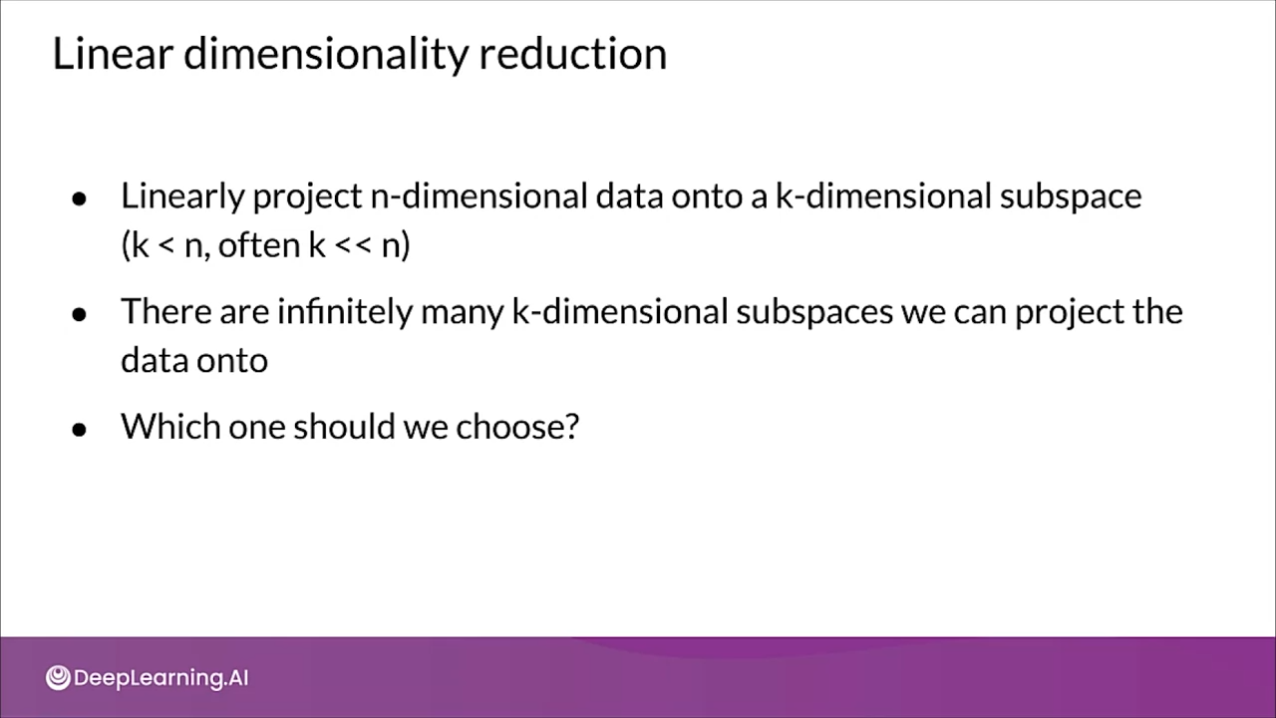 Linear dimensionality reduction
● Linearly project n-dimensional data onto a k-dimensional subspace
(k < n, often k << n)
● There are infinitely many k-dimensional subspaces we can project the
data onto
● Which one should we choose?
DeepLearning.AI